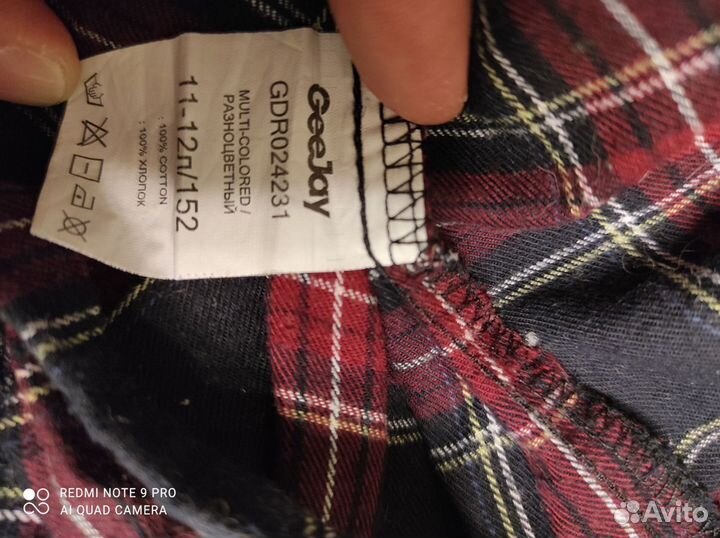 GeeJay
GDR024231
MULTI-COLORED /
РАЗНОЦВЕТНЫЙ
11-12л/152
: 100% COTTON
: 100% ХЛОПОК
REDMI NOTE 9 PRO
AI QUAD CAMERA
Avito